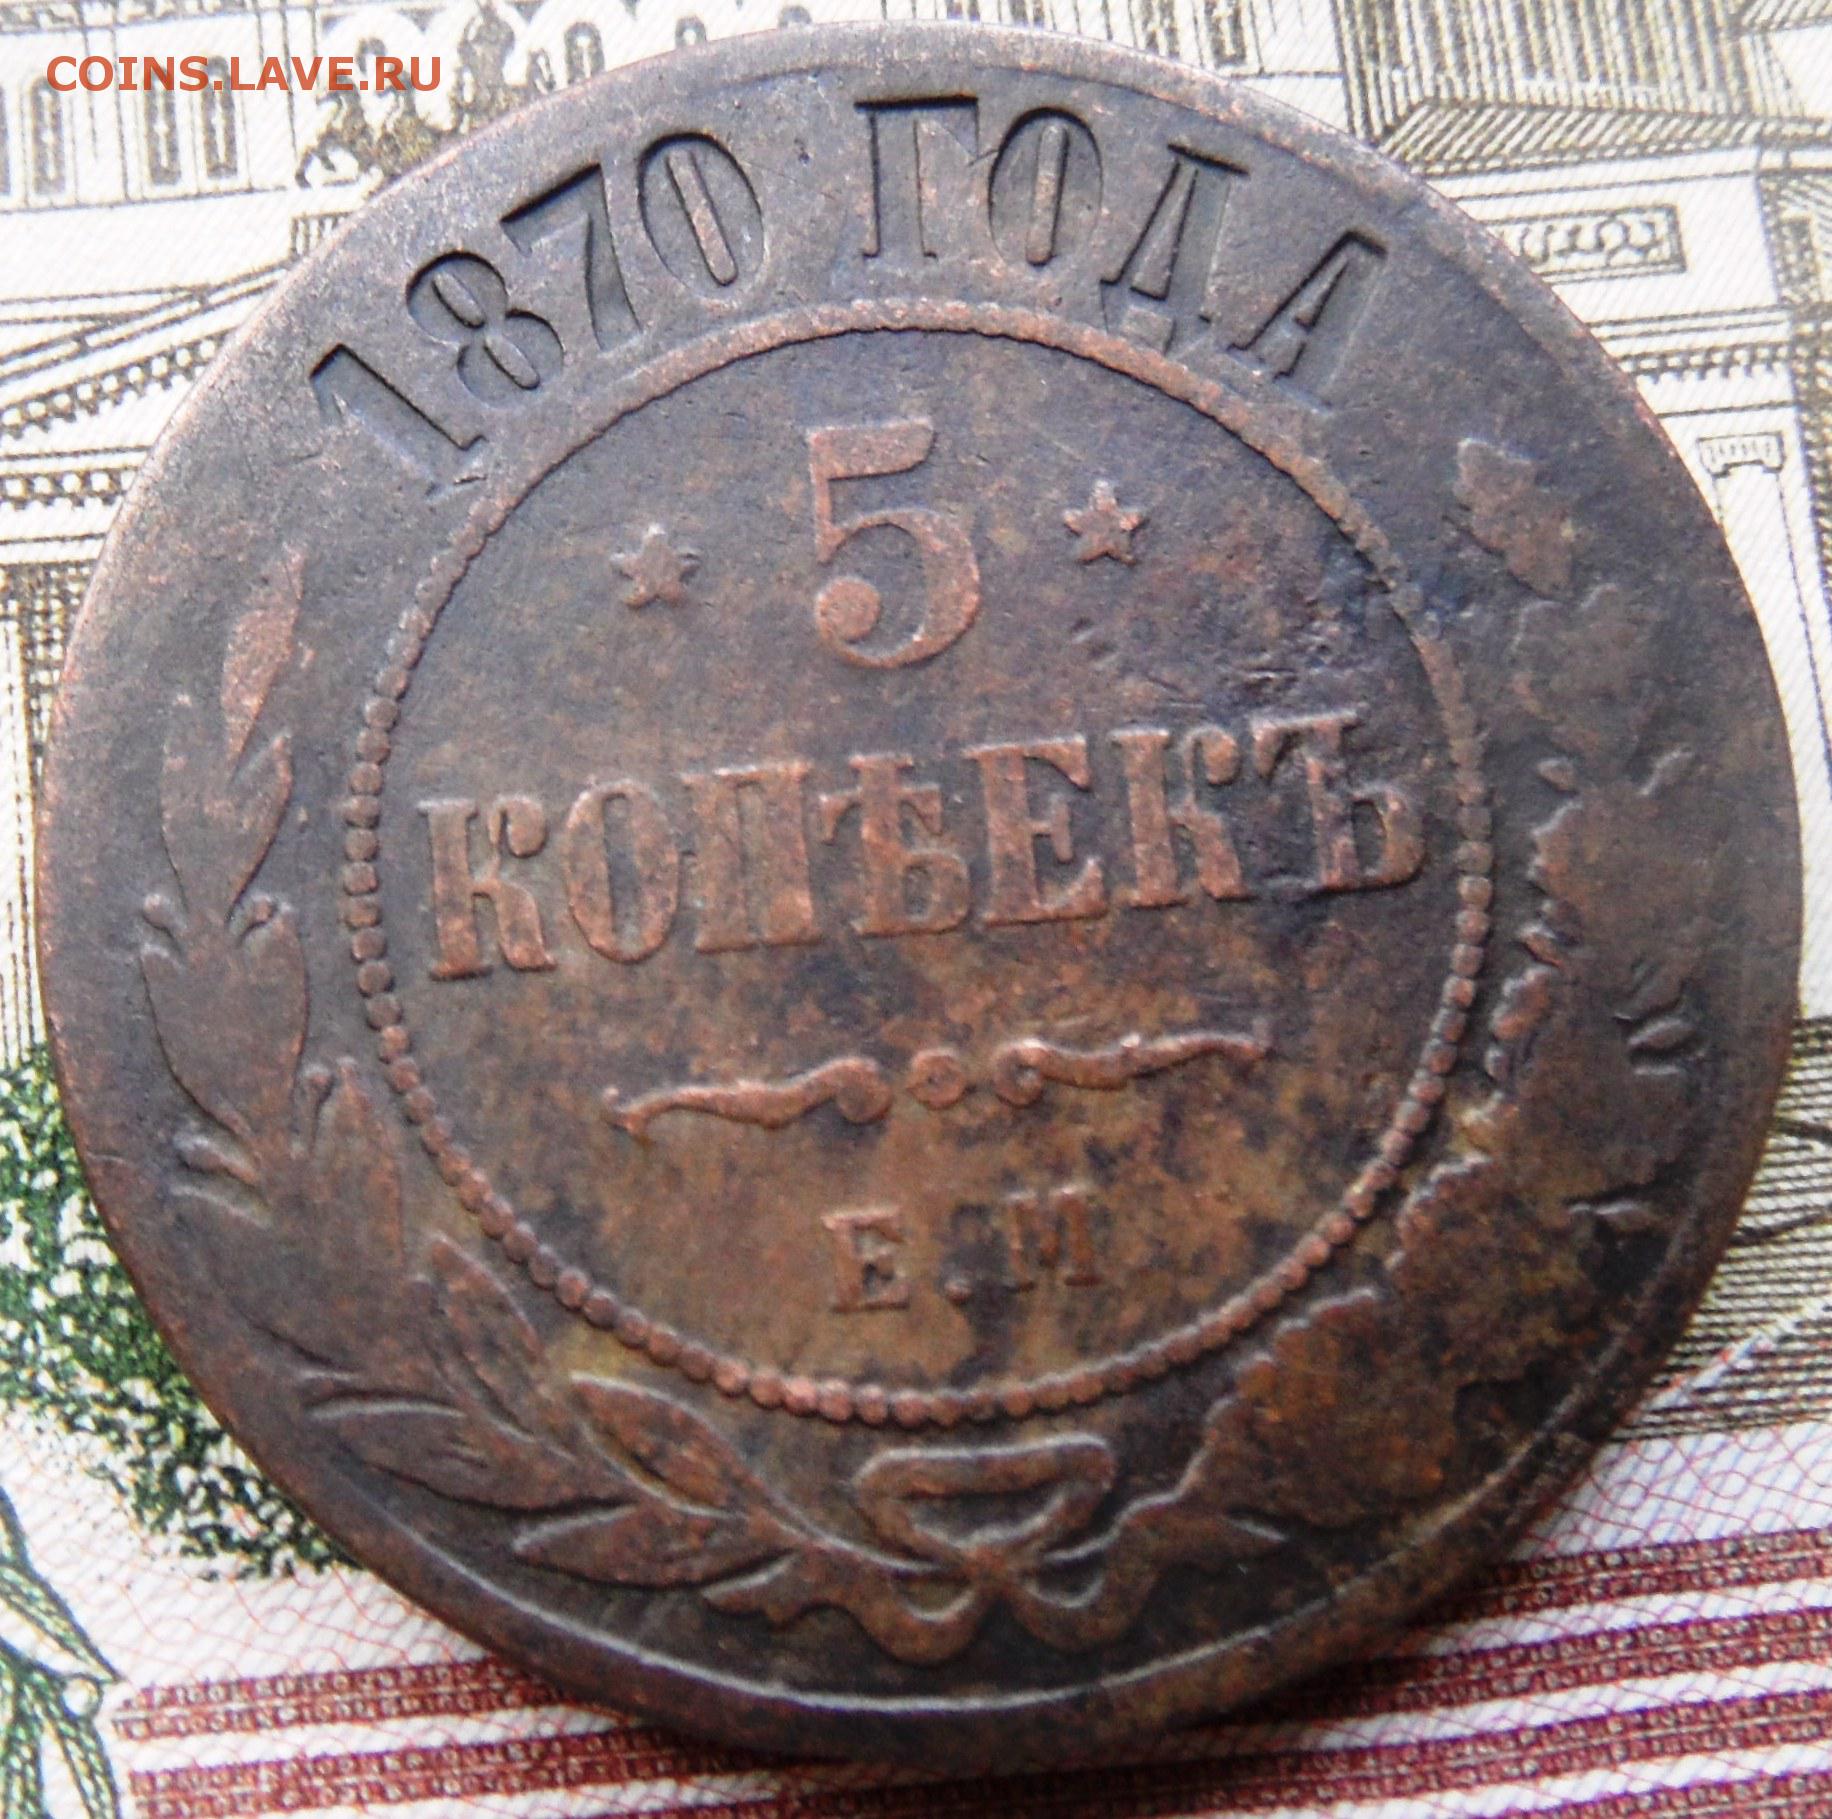 COINS.LAVE.RU
1870 ГОДА
* 5 *
КОПѢЕКЪ
Е.М